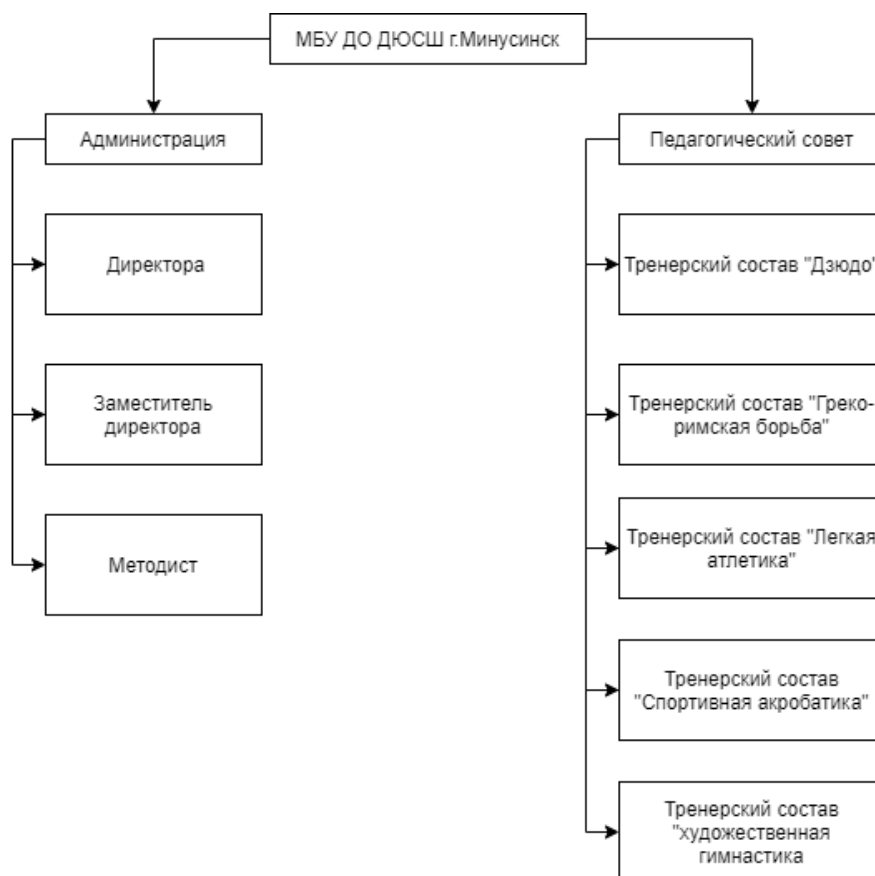 МБУ ДО ДЮСШ г.Минусинск
Администрация
Директора
Заместитель
директора
Методист
Педагогический совет
Тренерский состав "Дзюдо"
Тренерский состав "Греко-
римская борьба"
Тренерский состав "Легкая
атлетика"
Тренерский состав
"Спортивная акробатика"
Тренерский состав
"художественная
гимнастика